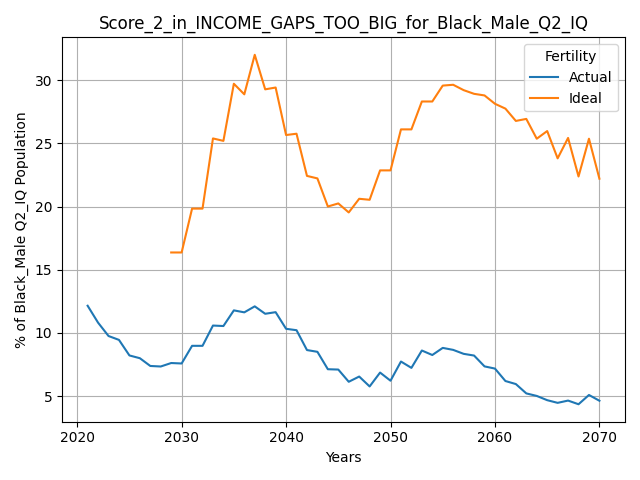 Score_2_in_INCOME_GAPS_TOO_BIG_for_Black_Male_Q2_IQ
Fertility
Actual
Ideal
% of Black_Male Q2_IQ Population
30
25
20
15
10
5
2020
2030
2040
2050
2060
2070
Years